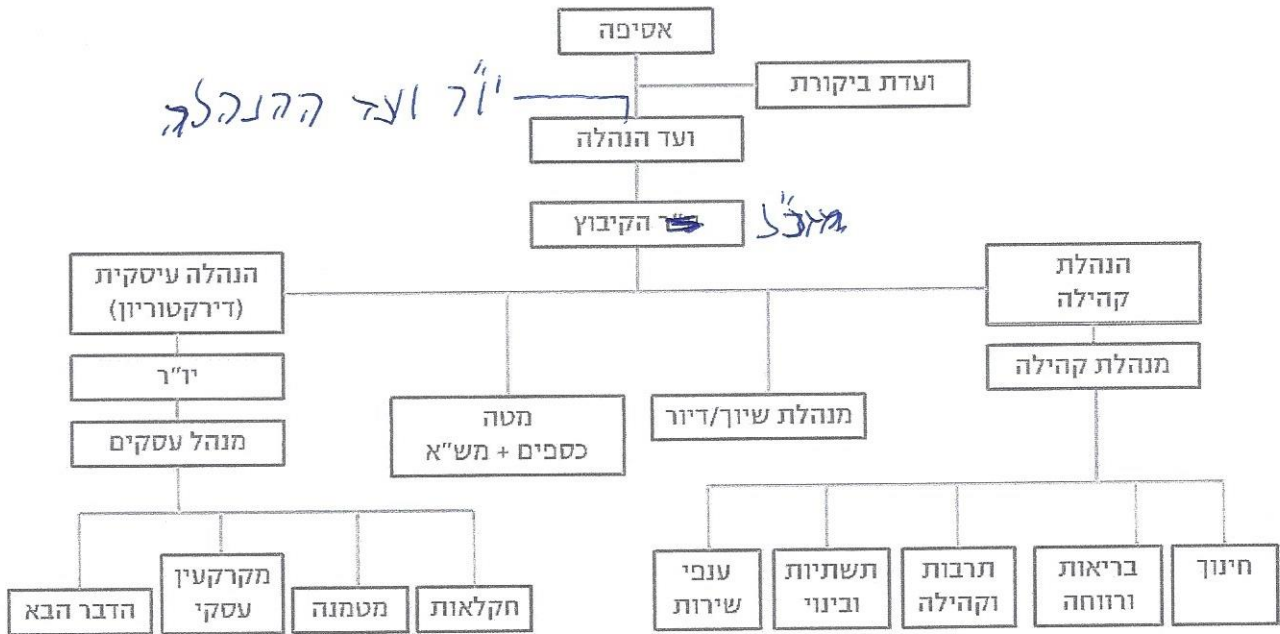 אסיפה
ועדת ביקורת
יו"ר ועד ההנהלה
ועד הנהלה
הקיבוץ
מנכ"ל
הנהלה עיסקית
(דירקטוריון)
הנהלת
קהילה
יו"ר
מנהלת קהילה
מנהל עסקים
מטה
כספים + מש"א
מנהלת שיוך/דיור
חינוך
בריאות
ורווחה
תרבות
וקהילה
תשתיות
ובינוי
ענפי
שירות
חקלאות
מטמנה
מקרקעין
עסקי
הדבר הבא